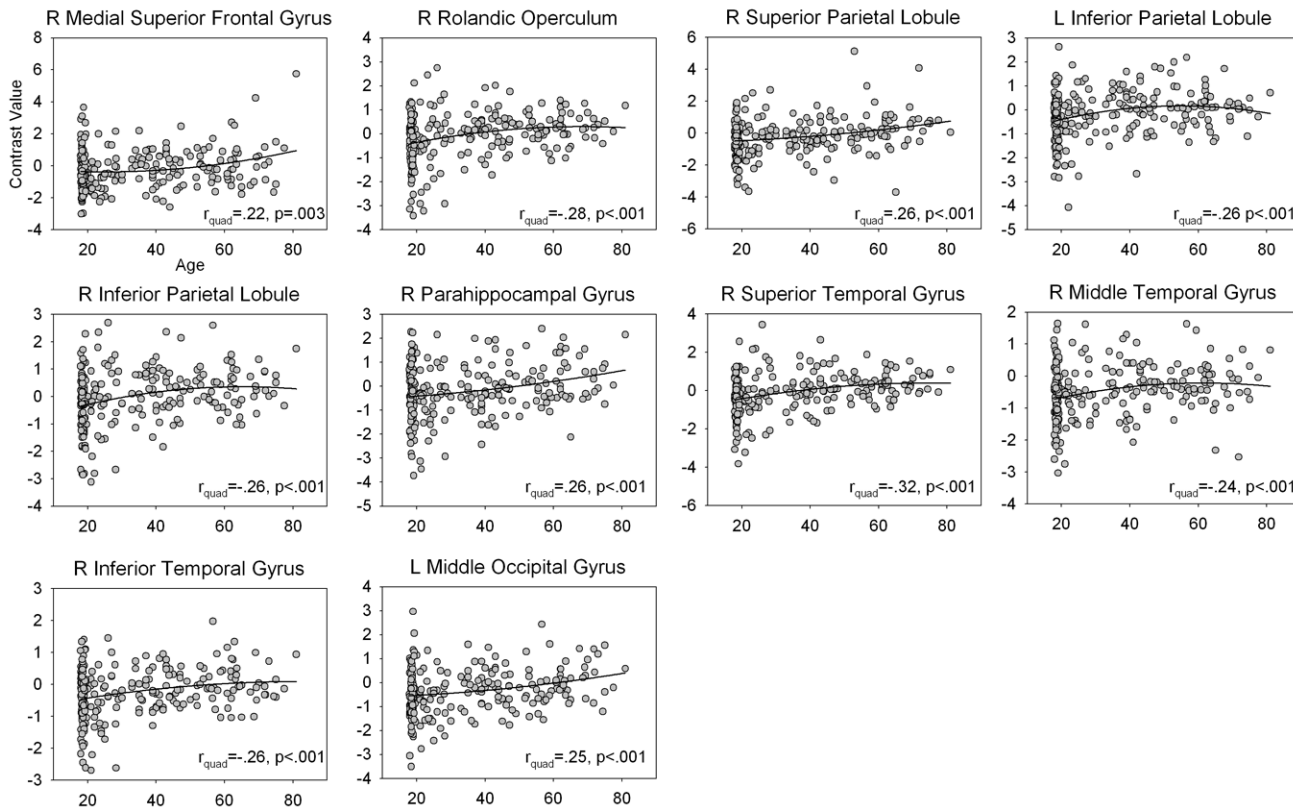 R Medial Superior Frontal Gyrus
8
6
4
2
0
-2
-4
Contrast Value
20 40 60 80
Age
r_quad=.22, p=.003
R Rolandic Operculum
4
3
2
1
0
-1
-2
-3
-4
20 40 60 80
r_quad=-.28, p<.001
R Superior Parietal Lobule
6
4
2
0
-2
-4
-6
20 40 60 80
r_quad=.26, p<.001
L Inferior Parietal Lobule
3
2
1
0
-1
-2
-3
-4
-5
20 40 60 80
r_quad=-.26 p<.001
R Inferior Parietal Lobule
3
2
1
0
-1
-2
-3
-4
20 40 60 80
r_quad=-.26, p<.001
R Parahippocampal Gyrus
3
2
1
0
-1
-2
-3
-4
-5
20 40 60 80
r_quad=.26, p<.001
R Superior Temporal Gyrus
4
2
0
-2
-4
-6
20 40 60 80
r_quad=-.32, p<.001
R Middle Temporal Gyrus
2
1
0
-1
-2
-3
-4
20 40 60 80
r_quad=-.24, p<.001
R Inferior Temporal Gyrus
3
2
1
0
-1
-2
-3
20 40 60 80
r_quad=-.26, p<.001
L Middle Occipital Gyrus
4
3
2
1
0
-1
-2
-3
-4
20 40 60 80
r_quad=.25, p<.001